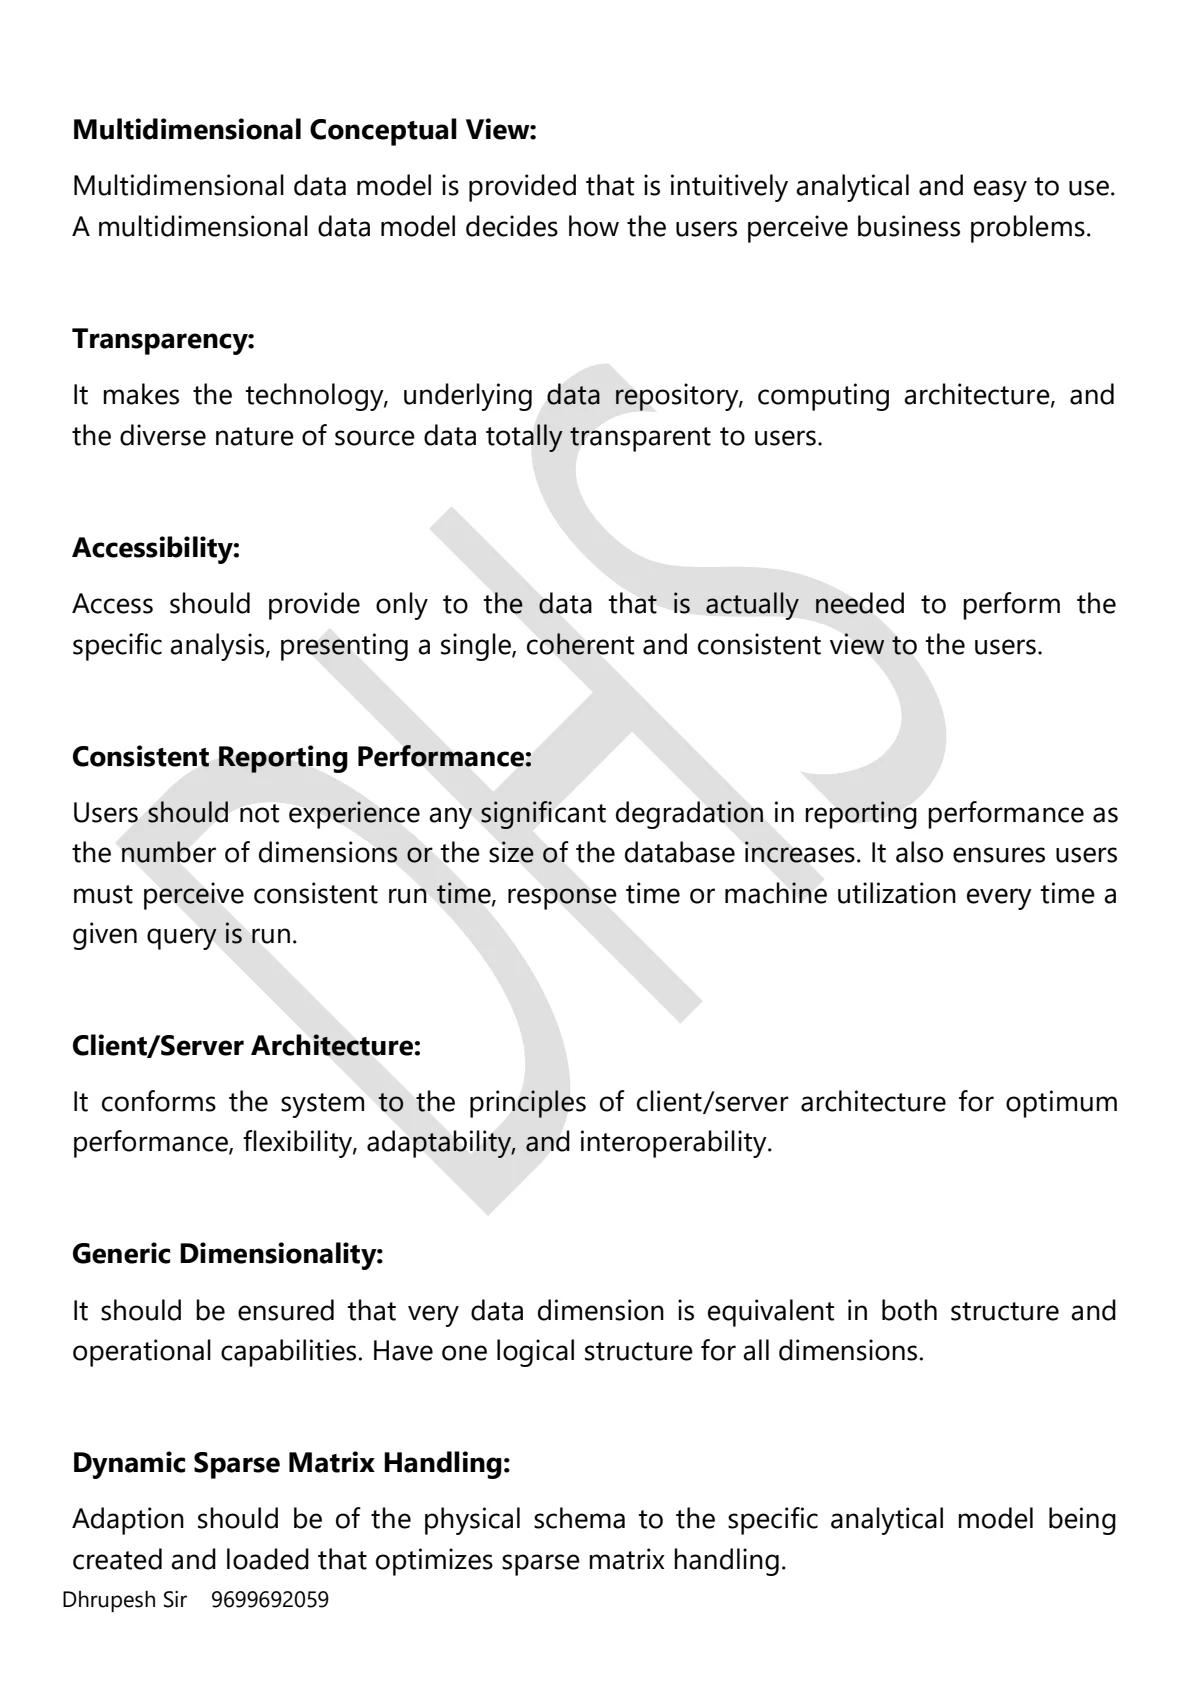 Multidimensional Conceptual View:
Multidimensional data model is provided that is intuitively analytical and easy to use.
A multidimensional data model decides how the users perceive business problems.
Transparency:
It makes the technology, underlying data repository, computing architecture, and
the diverse nature of source data totally transparent to users.
Accessibility:
Access should provide only to the data that is actually needed to perform the
specific analysis, presenting a single, coherent and consistent view to the users.
Consistent Reporting Performance:
Users should not experience any significant degradation in reporting performance as
the number of dimensions or the size of the database increases. It also ensures users
must perceive consistent run time, response time or machine utilization every time a
given query is run.
Client/Server Architecture:
It conforms the system to the principles of client/server architecture for optimum
performance, flexibility, adaptability, and interoperability.
Generic Dimensionality:
It should be ensured that very data dimension is equivalent in both structure and
operational capabilities. Have one logical structure for all dimensions.
Dynamic Sparse Matrix Handling:
Adaption should be of the physical schema to the specific analytical model being
created and loaded that optimizes sparse matrix handling.
Dhrupesh Sir 9699692059
DHS